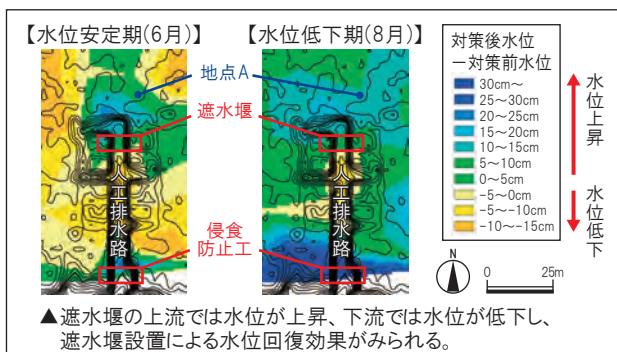 【水位安定期(6月)】
【水位低下期(8月)】
地点A
遮水堰
人工排水路
人工排水路
侵食
防止工
対策後水位
－対策前水位
30cm～
25～30cm
20～25cm
15～20cm
10～15cm
5～10cm
0～5cm
-5～0cm
-5～-10cm
-10～-15cm
水位上昇
水位低下
N
0 25m
▲遮水堰の上流では水位が上昇、下流では水位が低下し、
遮水堰設置による水位回復効果がみられる。